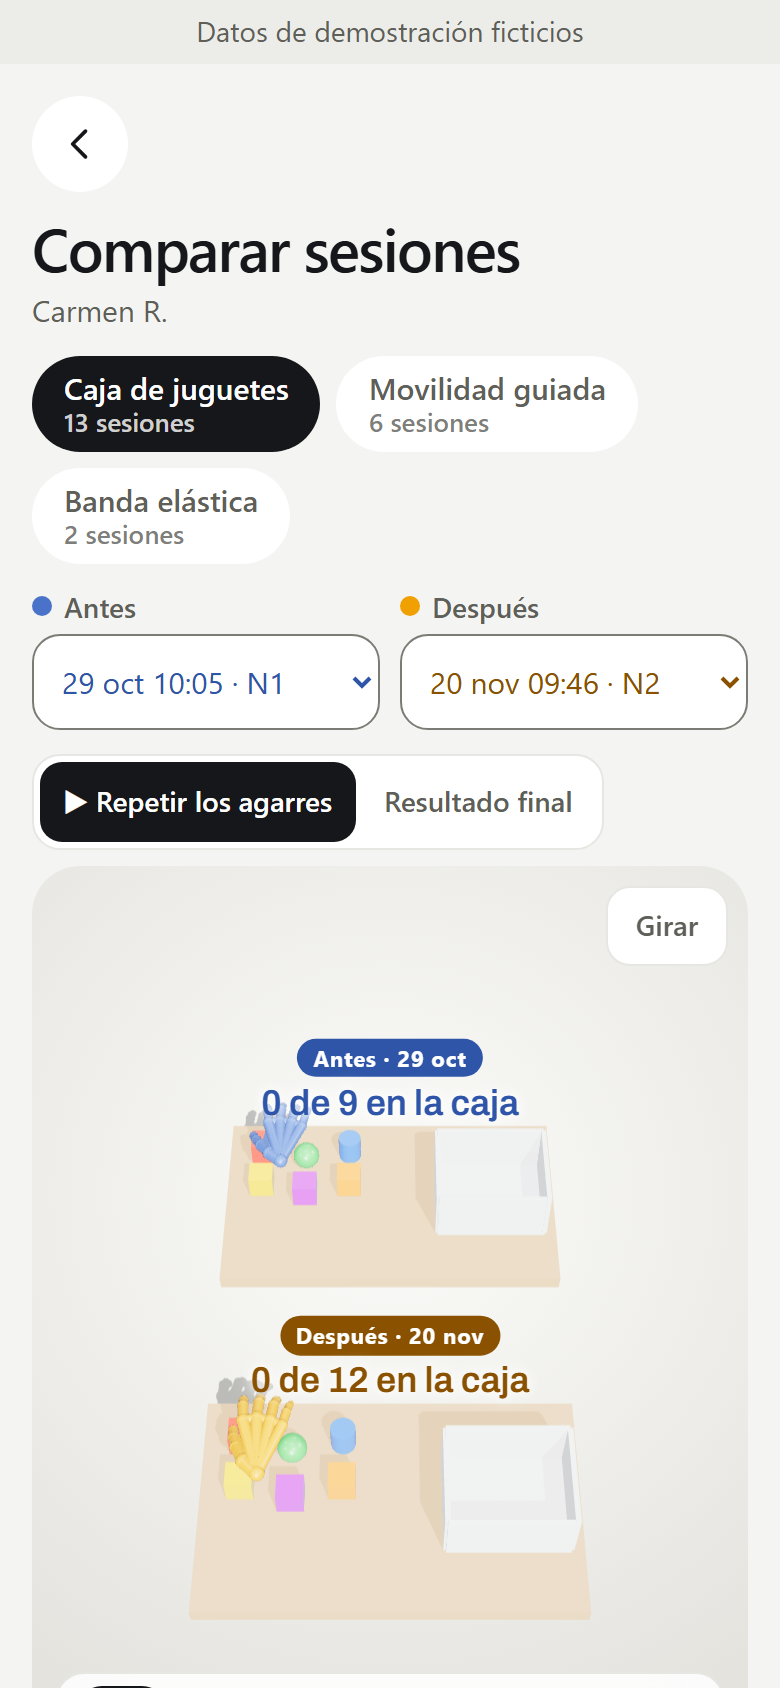 Datos de demostración ficticios
Comparar sesiones
Carmen R.
Caja de juguetes
13 sesiones
Movilidad guiada
6 sesiones
Banda elástica
2 sesiones
Antes
Después
29 oct 10:05 · N1
20 nov 09:46 · N2
▶ Repetir los agarres
Resultado final
Girar
Antes · 29 oct
0 de 9 en la caja
Después · 20 nov
0 de 12 en la caja